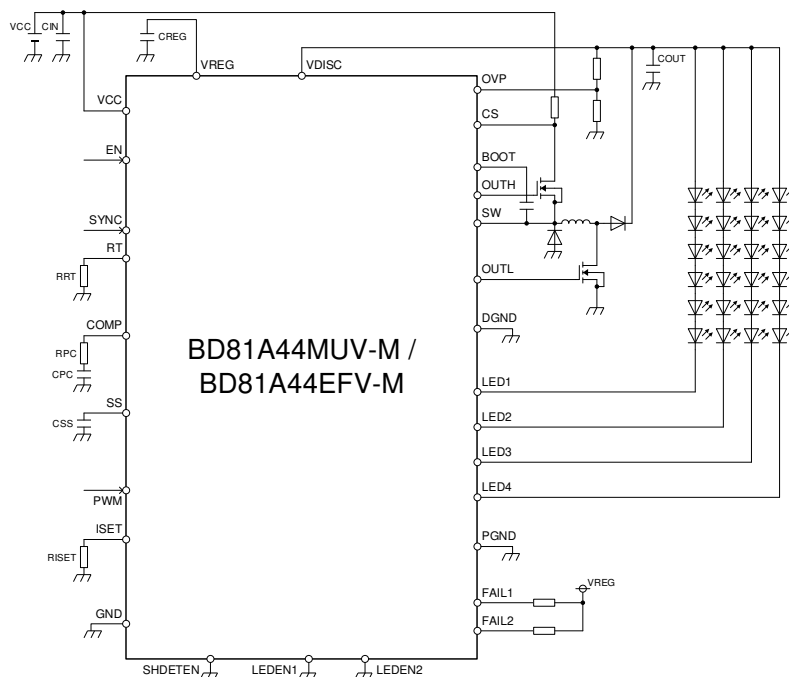 VCC
CIN
CREG
VREG
VDISC
COUT
VCC
OVP
CS
EN
BOOT
OUTH
SYNC
SW
RT
RRT
OUTL
COMP
DGND
RPC
CPC
BD81A44MUV-M /
BD81A44EFV-M
SS
CSS
LED1
LED2
LED3
LED4
PWM
ISET
RISET
PGND
VREG
FAIL1
GND
FAIL2
SHDETEN
LEDEN1
LEDEN2